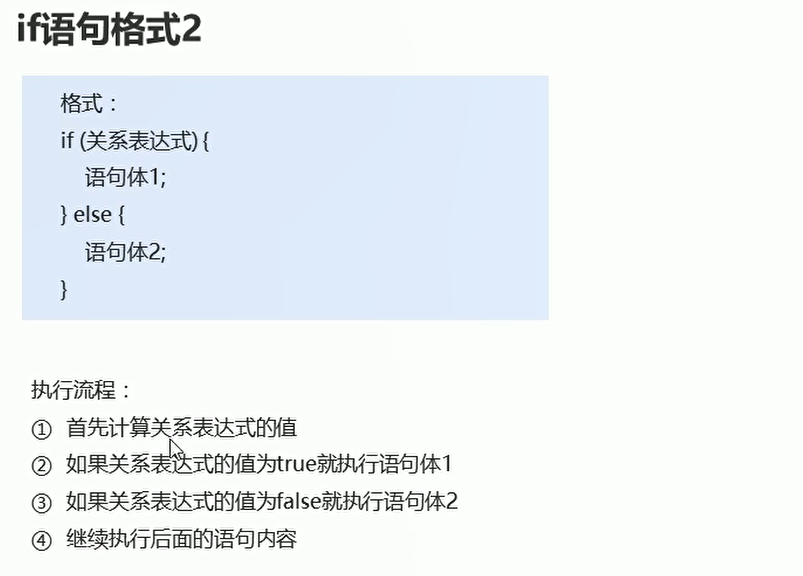 if语句格式2
格式：
if (关系表达式) {
语句体1;
} else {
语句体2;
}
执行流程：
① 首先计算关系表达式的值
② 如果关系表达式的值为true就执行语句体1
③ 如果关系表达式的值为false就执行语句体2
④ 继续执行后面的语句内容